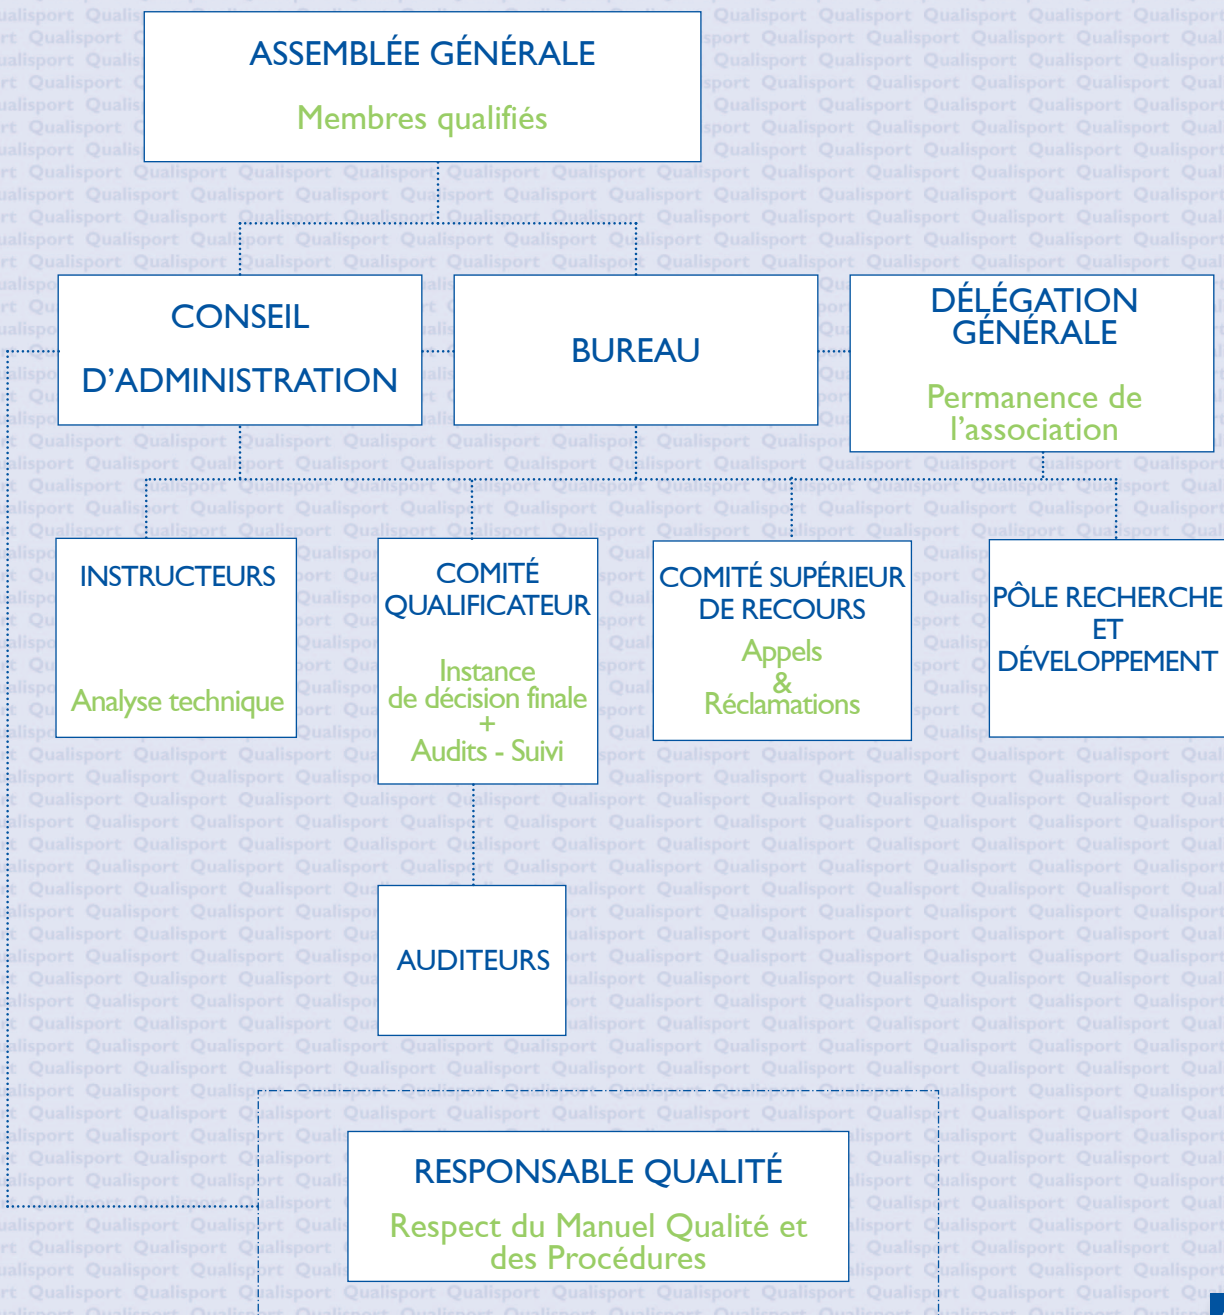 ASSEMBLÉE GÉNÉRALE
Membres qualifiés
CONSEIL
D'ADMINISTRATION
BUREAU
DÉLÉGATION
GÉNÉRALE
Permanence de
l'association
INSTRUCTEURS
Analyse technique
COMITÉ
QUALIFICATEUR
Instance
de décision finale
+
Audits - Suivi
COMITÉ SUPÉRIEUR
DE RECOURS
Appels
&
Réclamations
PÔLE RECHERCHE
ET
DÉVELOPPEMENT
AUDITEURS
RESPONSABLE QUALITÉ
Respect du Manuel Qualité et
des Procédures